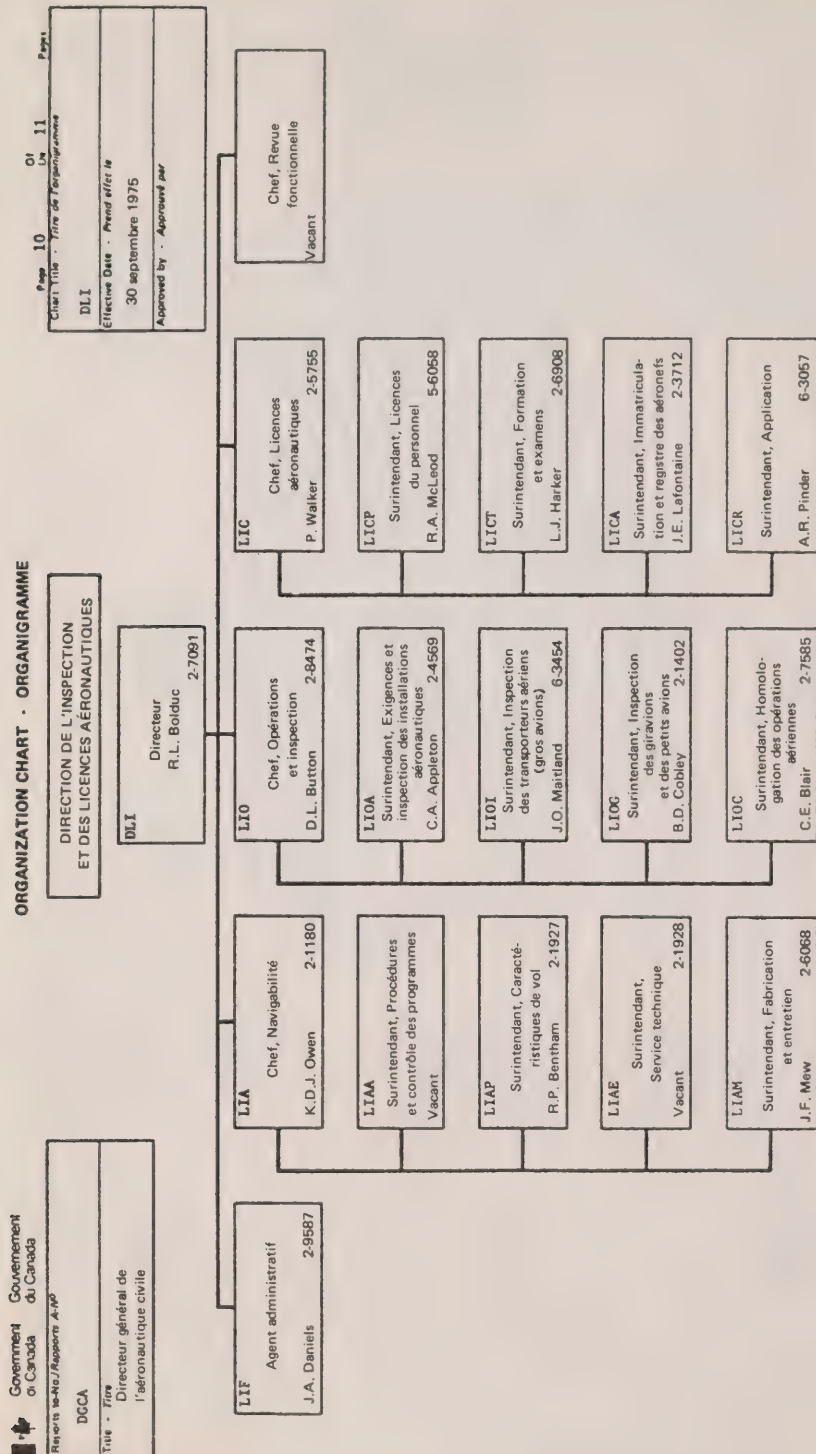 Government Gouvernement
of Canada du Canada
ORGANIZATION CHART - ORGANIGRAMME
Page 10 Of De 11 Pages
Reports to-No./Rapports A-Nº
DGCA
Title - Titre
Directeur général de
l'aéronautique civile
Chart Title - Titre de l'organigramme
DLI
Effective Date - Prend effet le
30 septembre 1975
Approved by - Approuvé par
DIRECTION DE L'INSPECTION
ET DES LICENCES AÉRONAUTIQUES
DLI
Directeur
R.L. Bolduc
2-7091
LIF
Agent administratif
J.A. Daniels 2-9587
LIA
Chef, Navigabilité
K.D.J. Owen 2-1180
LIAA
Surintendant, Procédures
et contrôle des programmes
Vacant
LIAP
Surintendant, Caracté-
ristiques de vol
R.P. Bentham 2-1927
LIAE
Surintendant,
Service technique
Vacant 2-1928
LIAM
Surintendant, Fabrication
et entretien
J.F. Mew 2-6068
LIO
Chef, Opérations
et inspection
D.L. Button 2-8474
LIOA
Surintendant, Exigences et
inspection des installations
aéronautiques
C.A. Appleton 2-4569
LIOI
Surintendant, Inspection
des transporteurs aériens
(gros avions)
J.O. Maitland 6-3454
LIOG
Surintendant, Inspection
des giravions
et des petits avions
B.D. Cobley 2-1402
LIOC
Surintendant, Homolo-
gation des opérations
aériennes
C.E. Blair 2-7585
LIC
Chef, Licences
aéronautiques
P. Walker 2-5755
LICP
Surintendant, Licences
du personnel
R.A. McLeod 5-6058
LICT
Surintendant, Formation
et examens
L.J. Harker 2-6908
LICA
Surintendant, Immatricula-
tion et registre des aéronefs
J.E. Lafontaine 2-3712
LICR
Surintendant, Application
A.R. Pinder 6-3057
Chef, Revue
fonctionnelle
Vacant